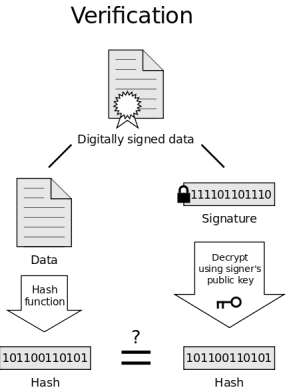 Verification
Digitally signed data
111101101110
Signature
Data
Hash
function
Decrypt
using signer's
public key
?
101100110101
=
101100110101
Hash
Hash